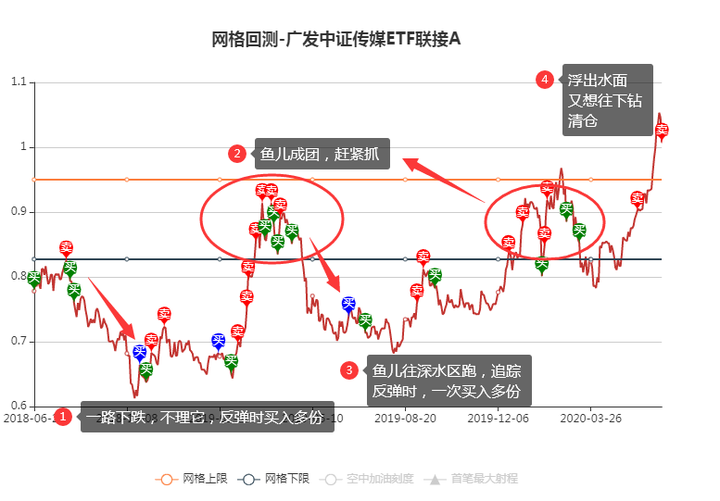 网格回测-广发中证传媒ETF联接A
1.1
4
浮出水面
又想往下钻
清仓
卖
1
2
鱼儿成团，赶紧抓
0.9
0.8
0.7
0.6
买
卖
3
鱼儿往深水区跑，追踪
反弹时，一次买入多份
2019-08-20
2019-12-06
2020-03-26
1
一路下跌，不理它，反弹时买入多份
网格上限
网格下限
空中加油刻度
首笔最大射程